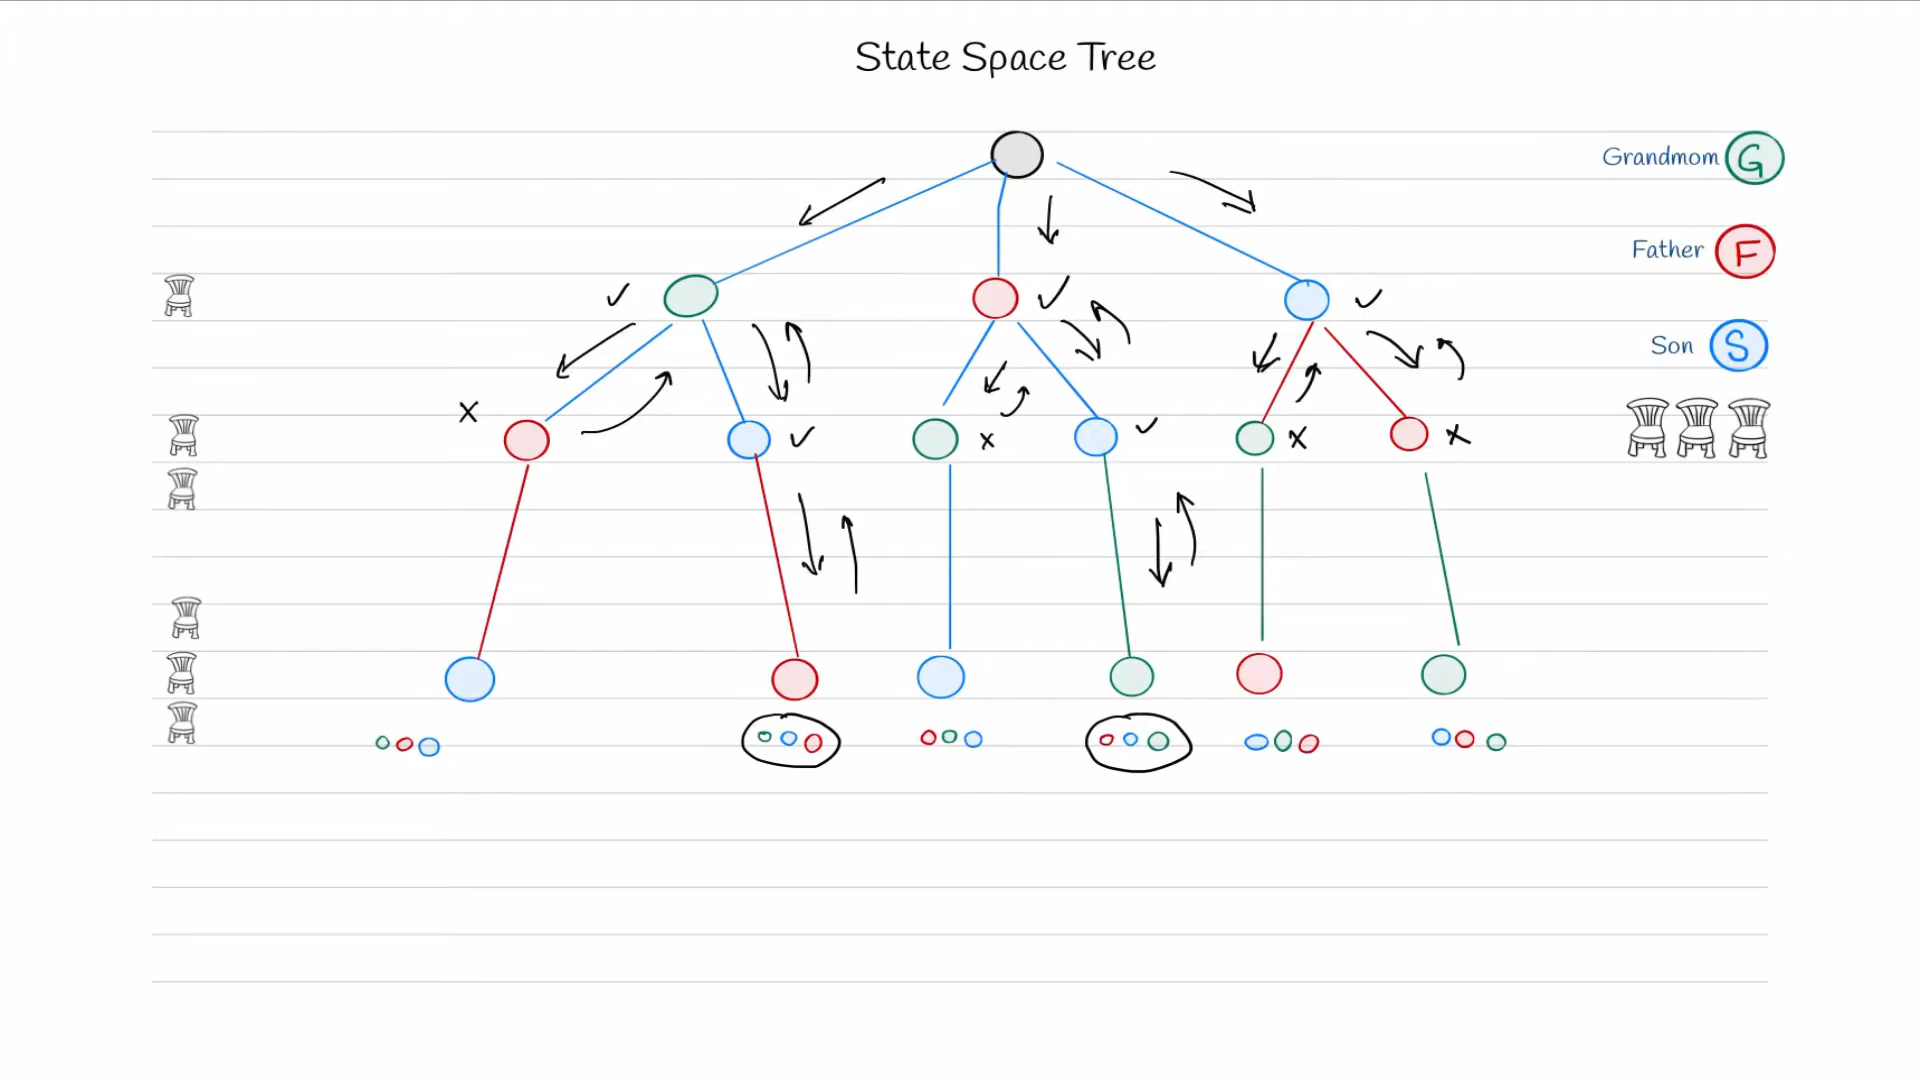 State Space Tree
Grandmom G
Father F
✓ ✓ ✓
Son S
x ✓ x ✓ x x